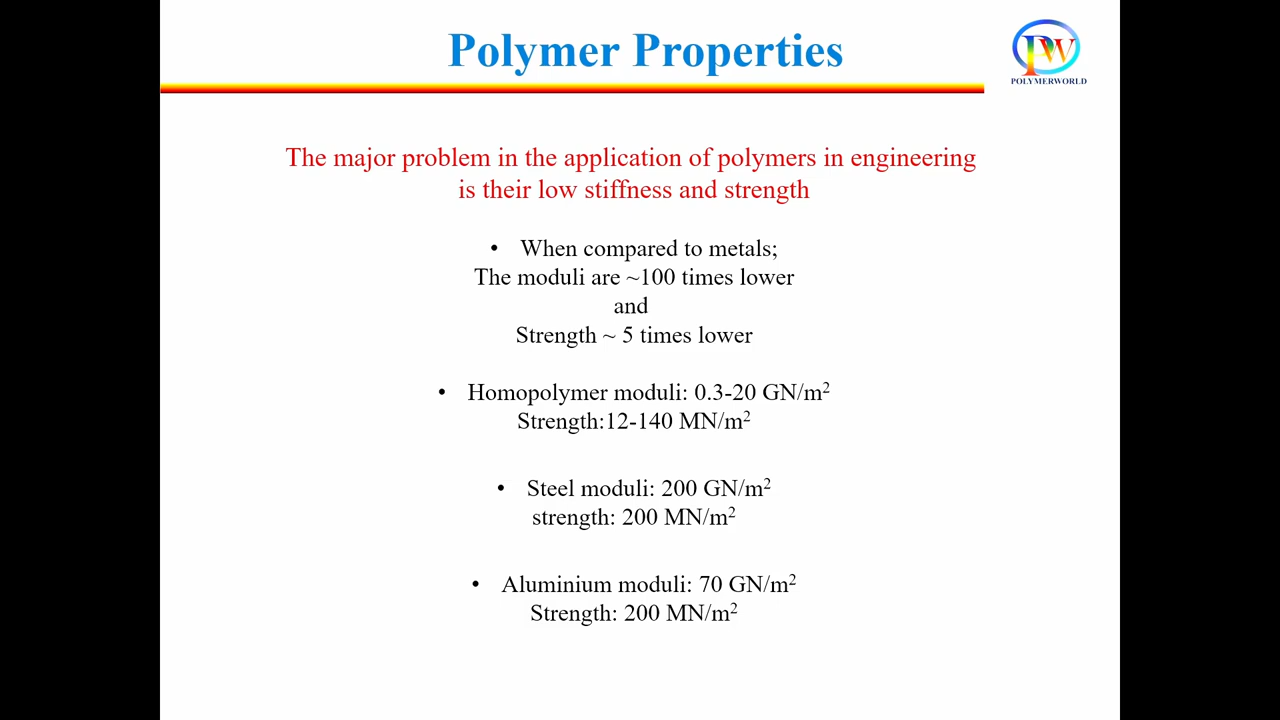 Polymer Properties
PW
POLYMERWORLD
The major problem in the application of polymers in engineering
is their low stiffness and strength
• When compared to metals;
The moduli are ~100 times lower
and
Strength ~ 5 times lower
• Homopolymer moduli: 0.3-20 GN/m²
Strength:12-140 MN/m²
• Steel moduli: 200 GN/m²
strength: 200 MN/m²
• Aluminium moduli: 70 GN/m²
Strength: 200 MN/m²